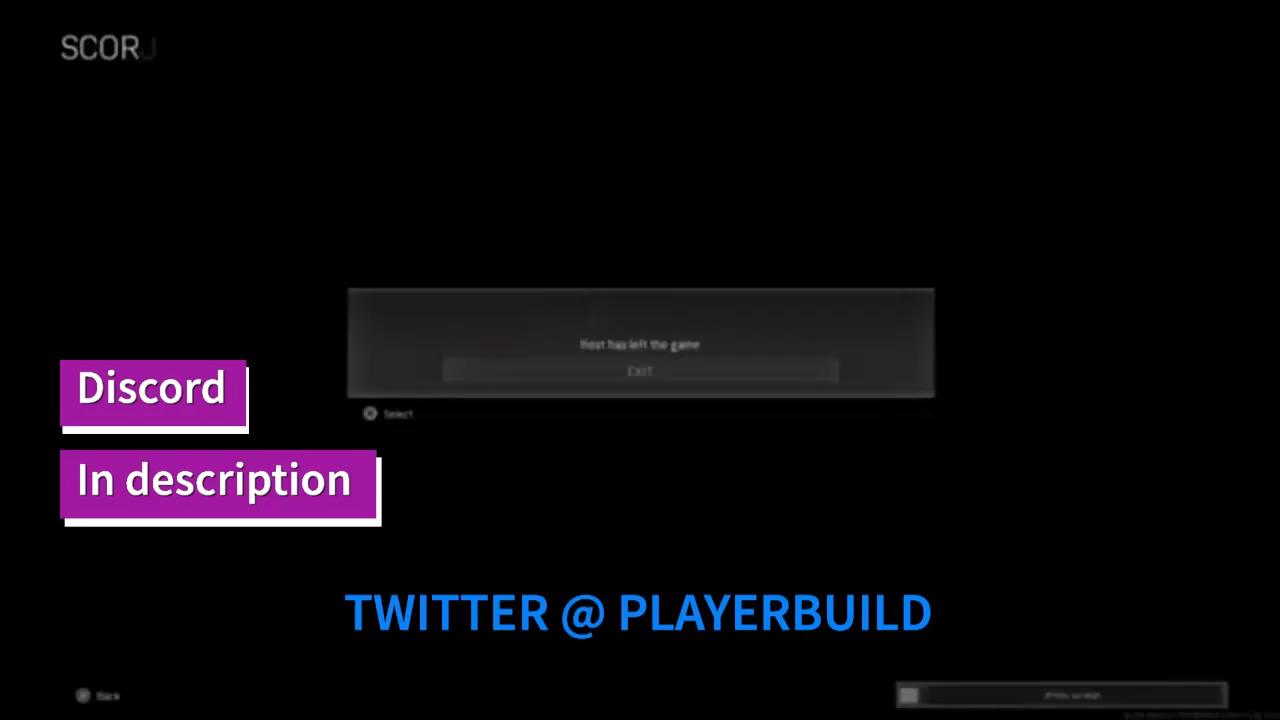 SCOR
Host has left the game
EXIT
Select
Discord
In description
TWITTER @ PLAYERBUILD
Back